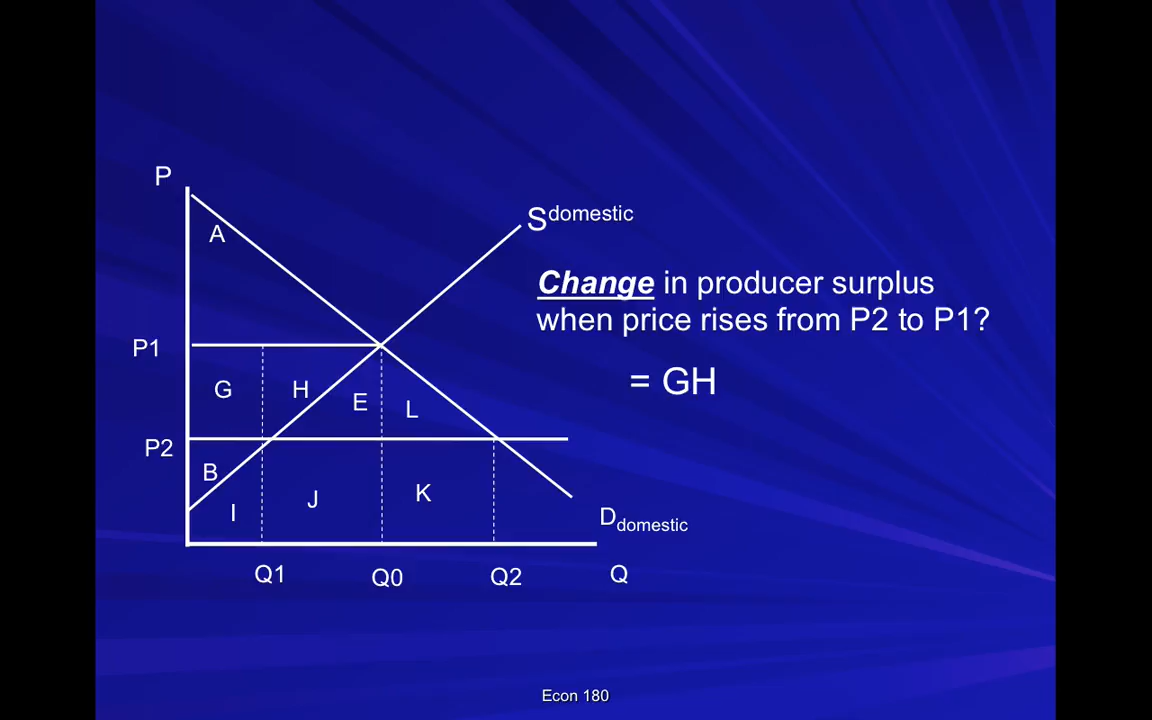 P
A
S domestic
Change in producer surplus
when price rises from P2 to P1?
P1
= GH
G
H
E
L
P2
B
I
J
K
D domestic
Q1
Q0
Q2
Q
Econ 180